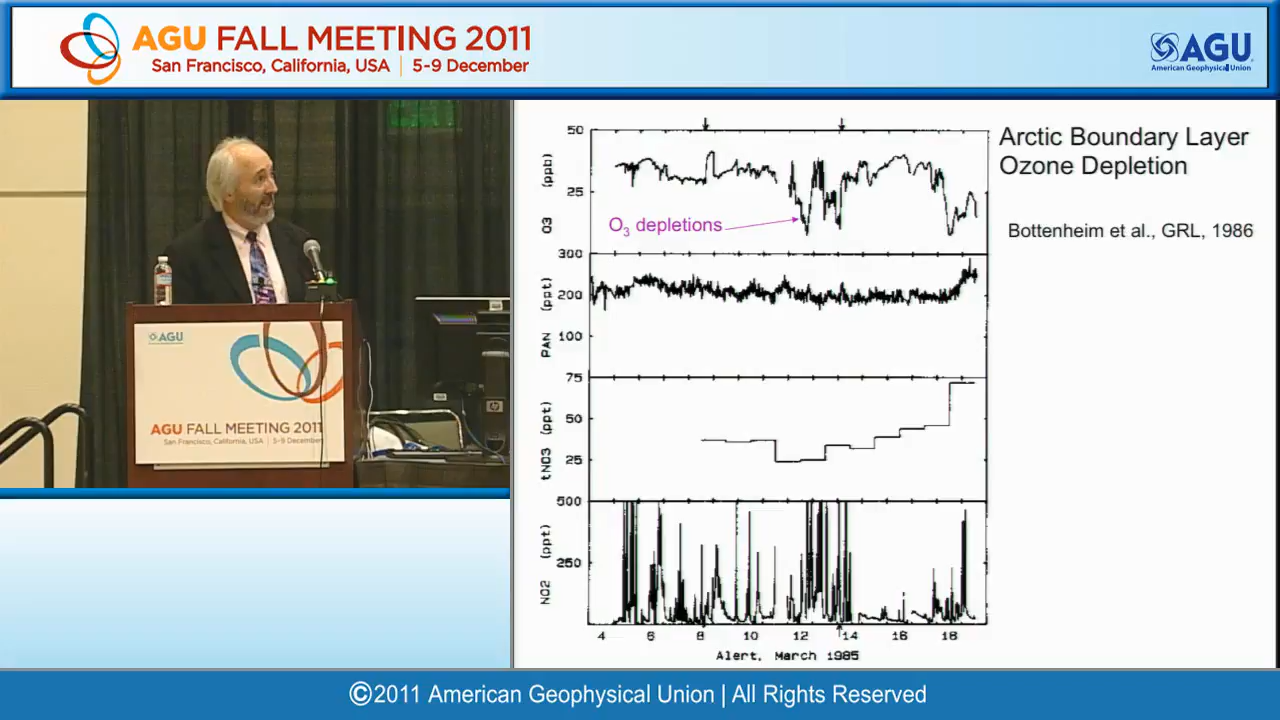 AGU FALL MEETING 2011
San Francisco, California, USA | 5-9 December
AGU
American Geophysical Union
AGU
AGU FALL MEETING 2011
San Francisco, California, USA | 5-9 December
Arctic Boundary Layer
Ozone Depletion
Bottenheim et al., GRL, 1986
O3 depletions
50
25
O3 (ppb)
300
200
100
PAN (ppt)
75
50
25
tNO3 (ppt)
500
250
NO2 (ppt)
4 6 8 10 12 14 16 18
Alert, March 1985
©2011 American Geophysical Union | All Rights Reserved